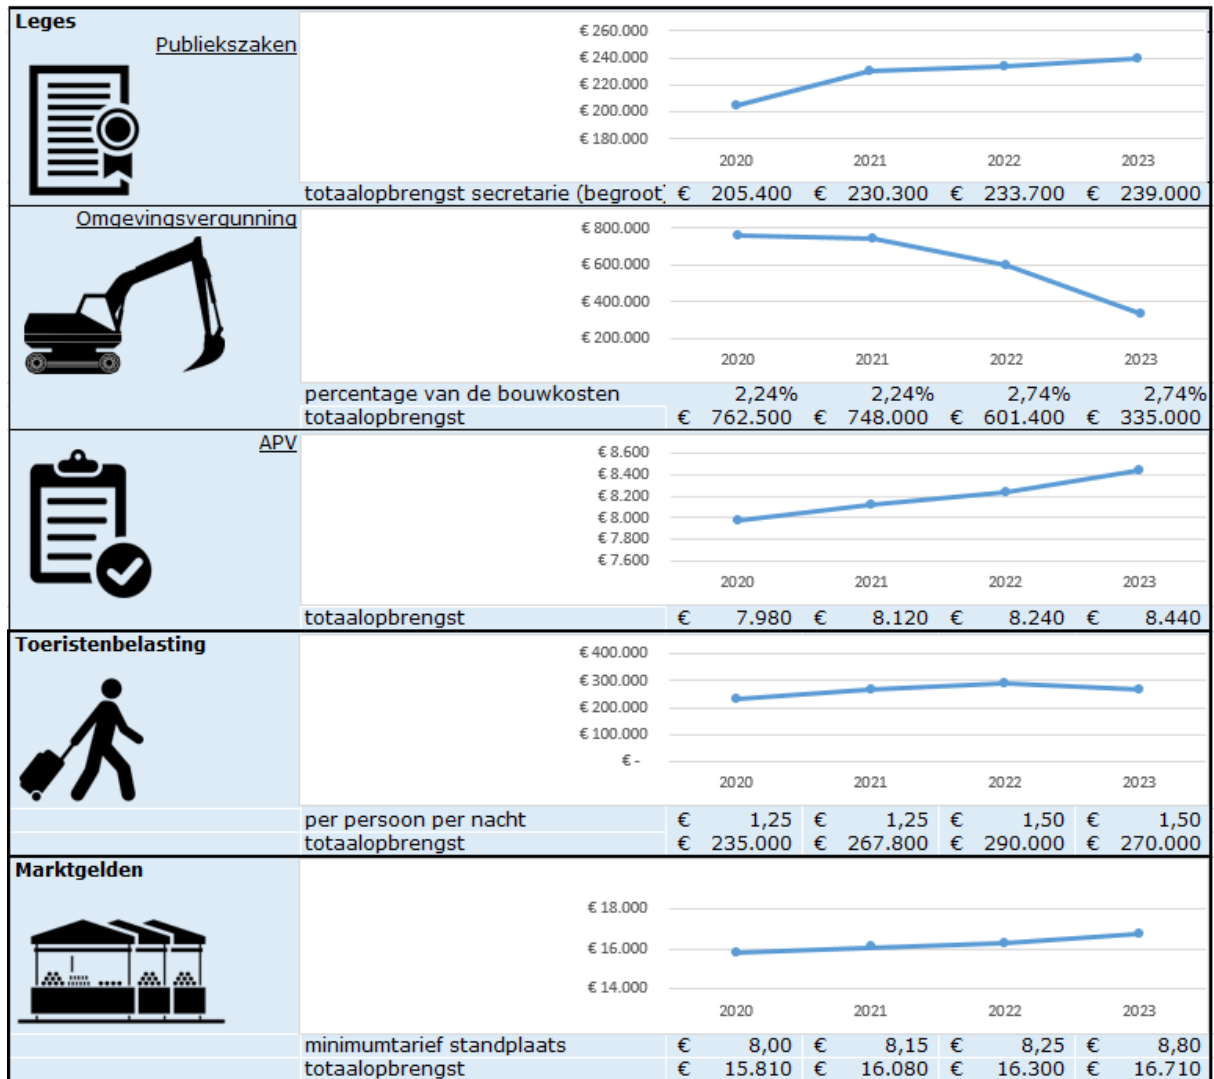 Leges
Publiekszaken
€ 260.000
€ 240.000
€ 220.000
€ 200.000
€ 180.000
2020 2021 2022 2023
totaalopbrengst secretarie (begroot) € 205.400 € 230.300 € 233.700 € 239.000
Omgevingsvergunning
€ 800.000
€ 600.000
€ 400.000
€ 200.000
2020 2021 2022 2023
percentage van de bouwkosten 2,24% 2,24% 2,74% 2,74%
totaalopbrengst € 762.500 € 748.000 € 601.400 € 335.000
APV
€ 8.600
€ 8.400
€ 8.200
€ 8.000
€ 7.800
€ 7.600
2020 2021 2022 2023
totaalopbrengst € 7.980 € 8.120 € 8.240 € 8.440
Toeristenbelasting
€ 400.000
€ 300.000
€ 200.000
€ 100.000
€ -
2020 2021 2022 2023
per persoon per nacht € 1,25 € 1,25 € 1,50 € 1,50
totaalopbrengst € 235.000 € 267.800 € 290.000 € 270.000
Marktgelden
€ 18.000
€ 16.000
€ 14.000
2020 2021 2022 2023
minimumtarief standplaats € 8,00 € 8,15 € 8,25 € 8,80
totaalopbrengst € 15.810 € 16.080 € 16.300 € 16.710